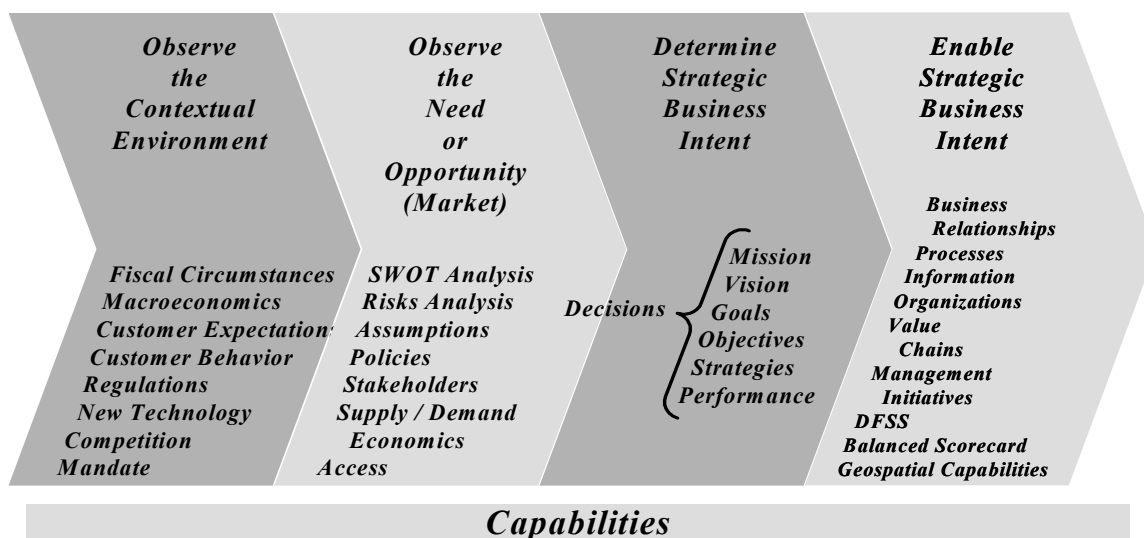 Observe
the
Contextual
Environment
Fiscal Circumstances
Macroeconomics
Customer Expectations
Customer Behavior
Regulations
New Technology
Competition
Mandate
Observe
the
Need
or
Opportunity
(Market)
SWOT Analysis
Risks Analysis
Assumptions
Policies
Stakeholders
Supply / Demand
Economics
Access
Determine
Strategic
Business
Intent
Decisions
Mission
Vision
Goals
Objectives
Strategies
Performance
Enable
Strategic
Business
Intent
Business
Relationships
Processes
Information
Organizations
Value
Chains
Management
Initiatives
DFSS
Balanced Scorecard
Geospatial Capabilities
Capabilities